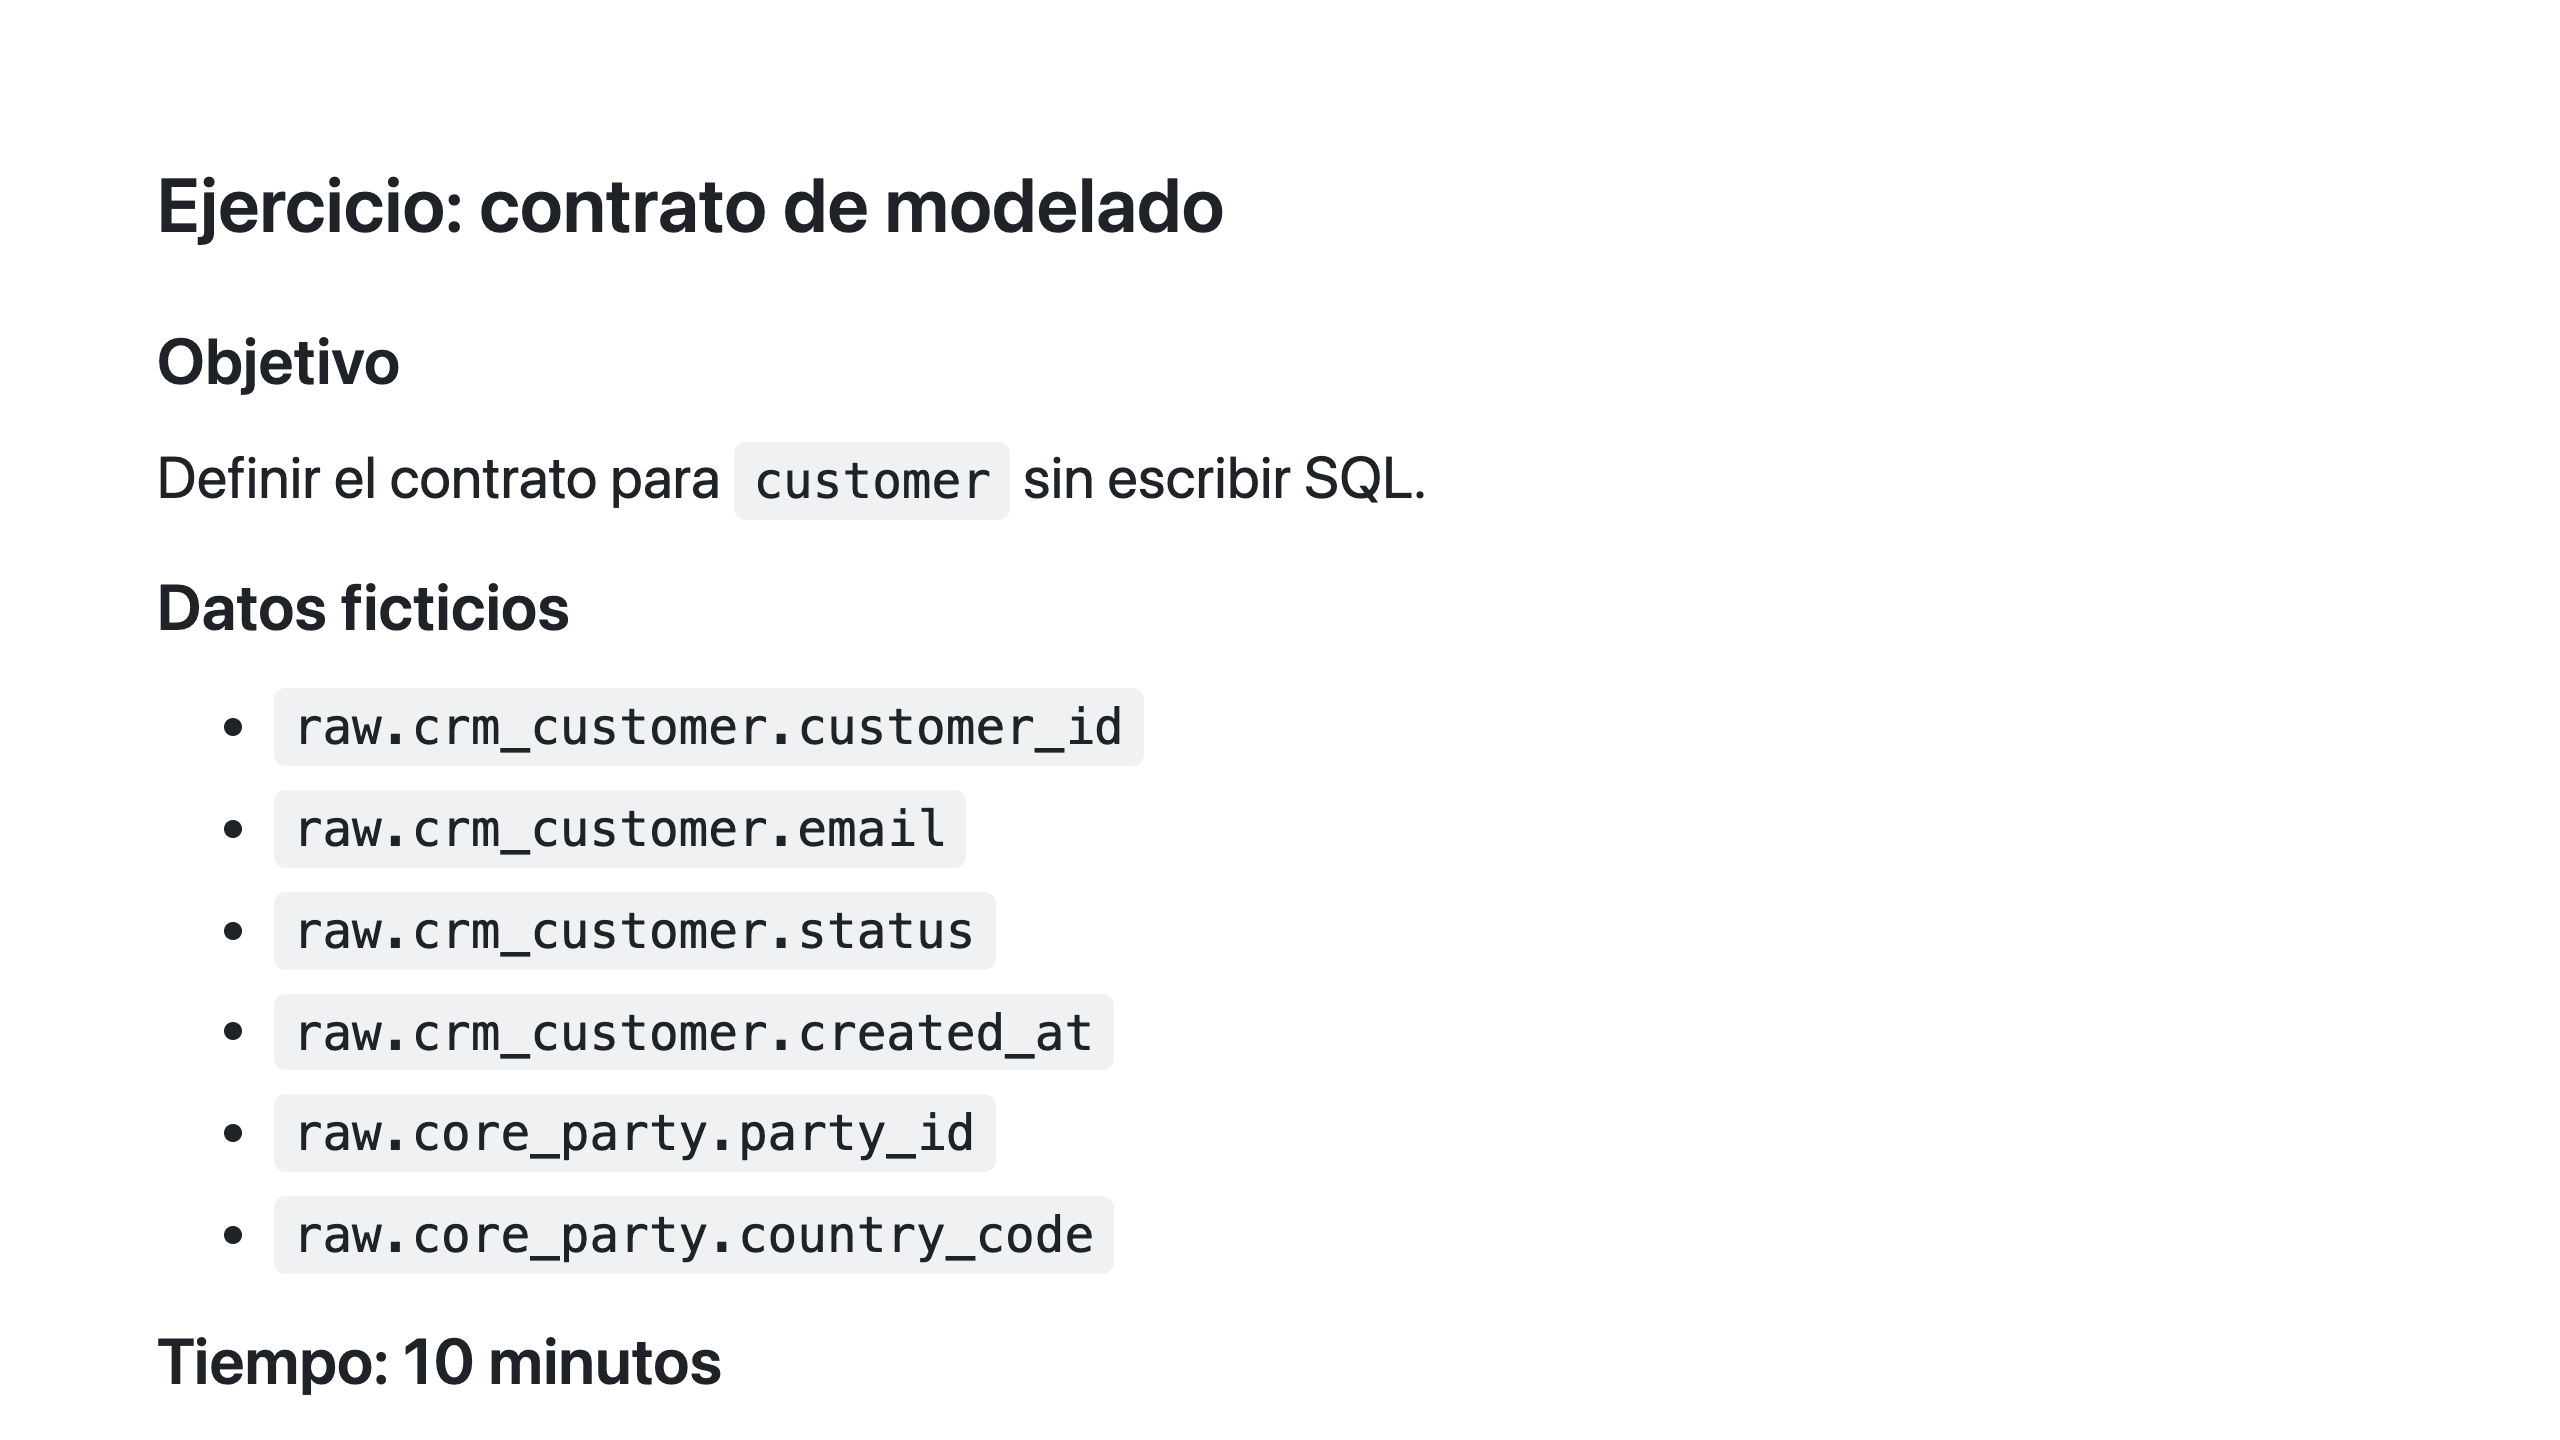 Ejercicio: contrato de modelado
Objetivo
Definir el contrato para customer sin escribir SQL.
Datos ficticios
• raw.crm_customer.customer_id
• raw.crm_customer.email
• raw.crm_customer.status
• raw.crm_customer.created_at
• raw.core_party.party_id
• raw.core_party.country_code
Tiempo: 10 minutos